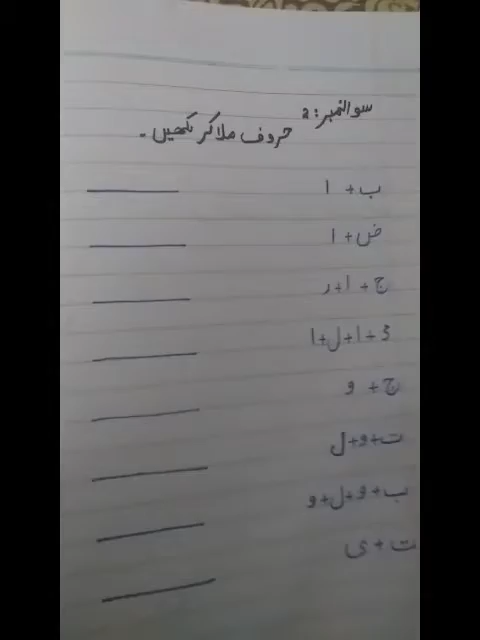 سوالنمبر: 2
حروف ملا کر لکھیں۔
ب + ا
ض + ا
ج + ا + ر
ڈ + ا + ل + ا
ج + و
ت + و + ل
ب + و + ل + و
ت + ی